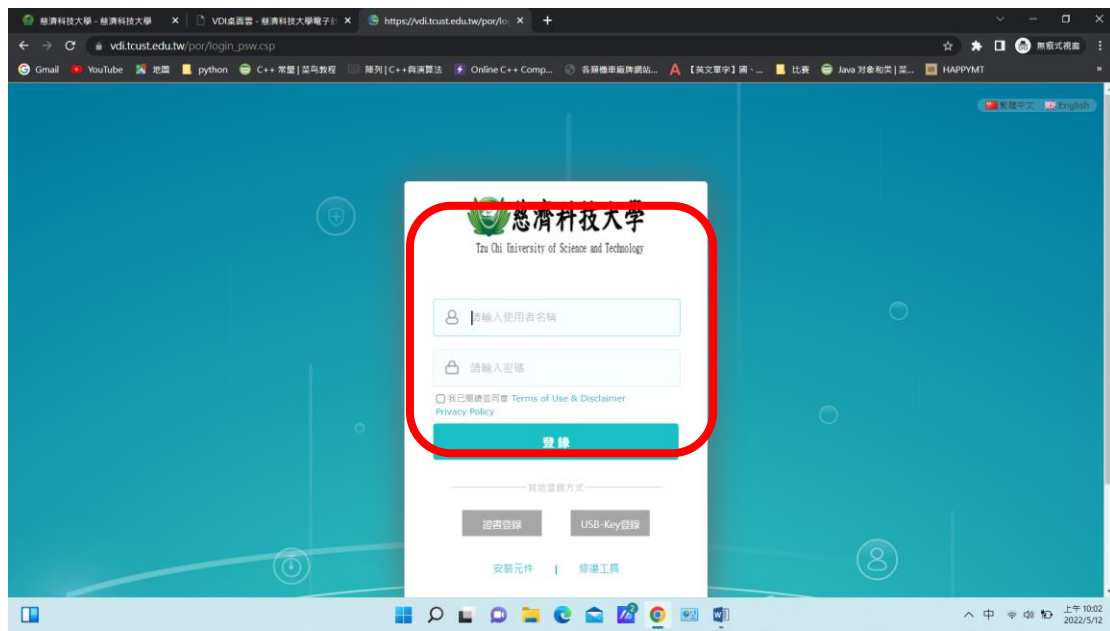 慈濟科技大學 - 慈濟科技大學
VDI桌面雲 - 慈濟科技大學電子計
https://vdi.tcust.edu.tw/por/lo
vdi.tcust.edu.tw/por/login_psw.csp
無痕式視窗
Gmail
YouTube
地圖
python
C++ 常量|菜鸟教程
陣列|C++與演算法
Online C++ Comp...
各類機車廠牌網站...
【英文單字】國、...
比賽
Java 对象和类|菜...
HAPPYMT
»
繁體中文
English
慈濟科技大學
Tzu Chi University of Science and Technology
請輸入使用者名稱
請輸入密碼
我已閱讀並同意 Terms of Use & Disclaimer
Privacy Policy
登錄
其他登錄方式
證書登錄
USB-Key登錄
安裝元件 | 修復工具
中
上午 10:02
2022/5/12